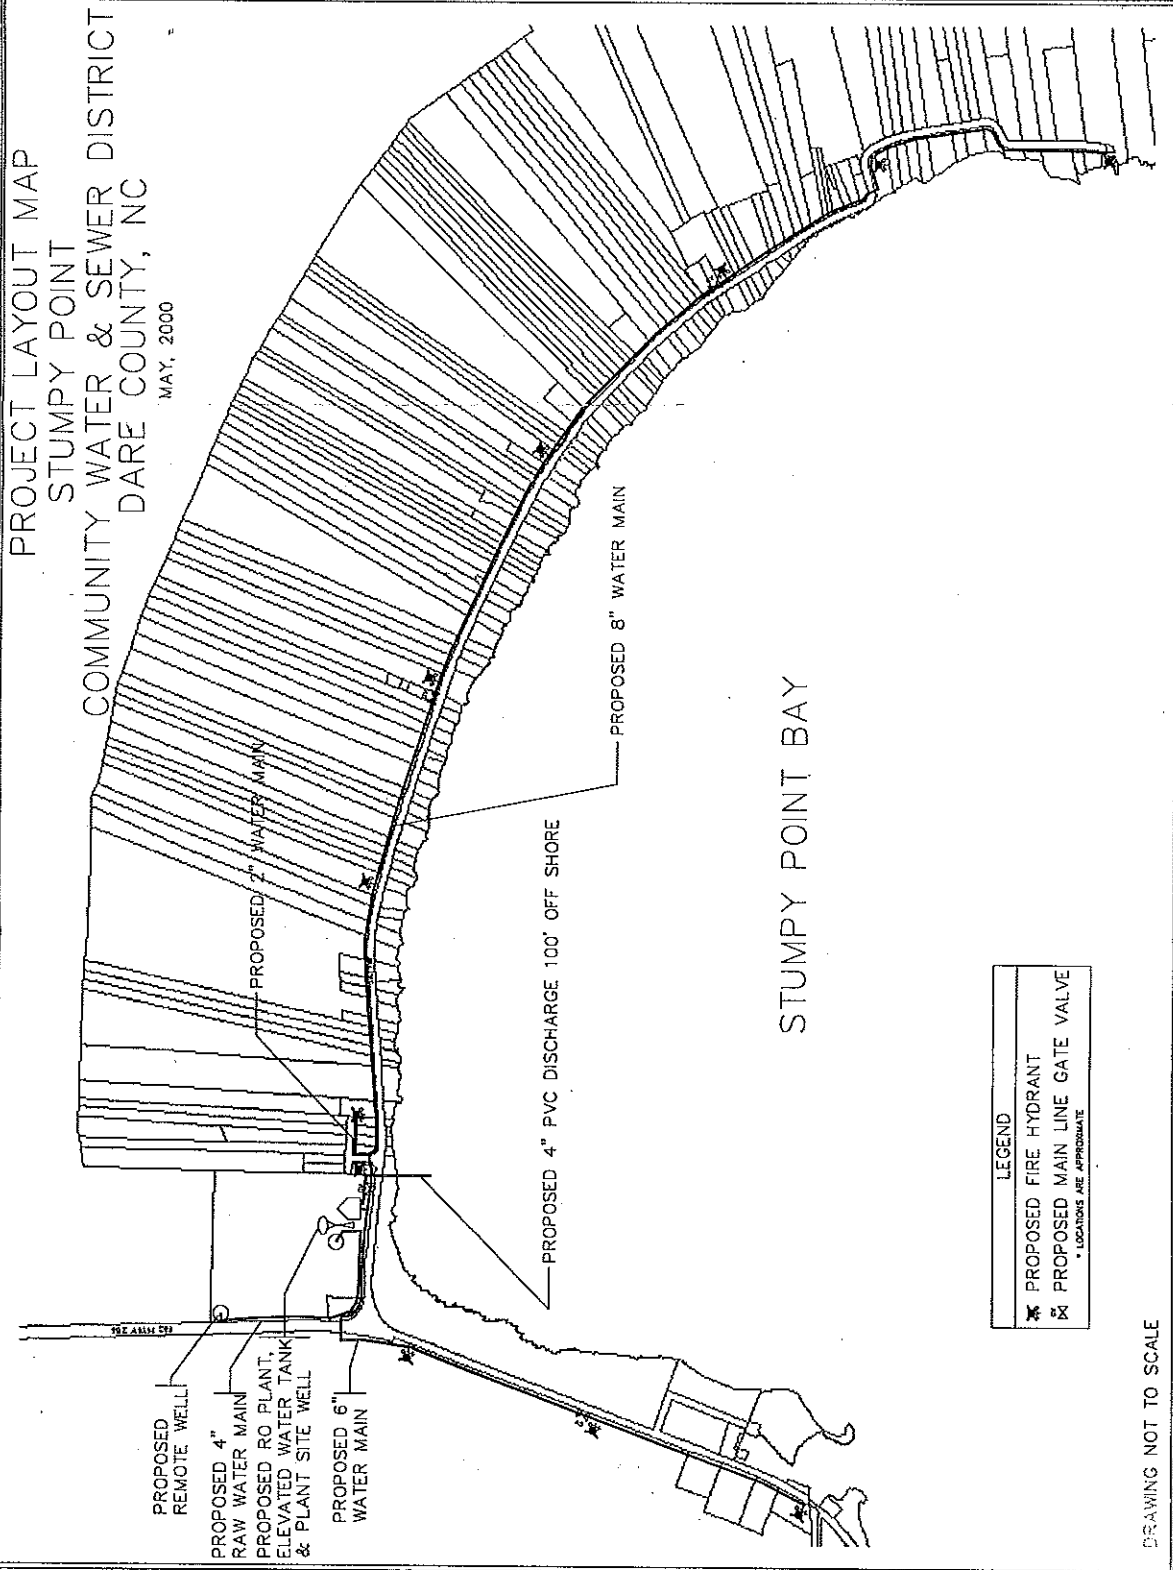 PROJECT LAYOUT MAP
STUMPY POINT
COMMUNITY WATER & SEWER DISTRICT
DARE COUNTY, NC
MAY, 2000
PROPOSED
REMOTE WELL
PROPOSED 4"
RAW WATER MAIN
PROPOSED RO PLANT,
ELEVATED WATER TANK
& PLANT SITE WELL
PROPOSED 6"
WATER MAIN
PROPOSED 2" WATER MAIN
PROPOSED 4" PVC DISCHARGE 100' OFF SHORE
PROPOSED 8" WATER MAIN
STUMPY POINT BAY
LEGEND
PROPOSED FIRE HYDRANT
PROPOSED MAIN LINE GATE VALVE
* LOCATIONS ARE APPROXIMATE
DRAWING NOT TO SCALE